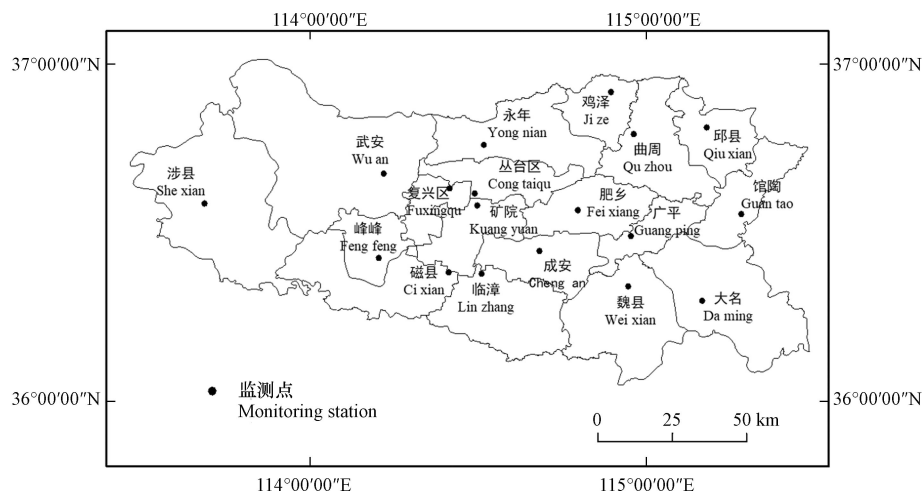 114°00′00″E
115°00′00″E
37°00′00″N
37°00′00″N
鸡泽
Ji ze
永年
Yong nian
武安
Wu an
曲周
Qu zhou
邱县
Qiu xian
丛台区
Cong taiqu
涉县
She xian
复兴区
Fuxingqu
肥乡
Fei xiang
馆陶
Guan tao
矿院
Kuang yuan
广平
Guang ping
峰峰
Feng feng
磁县
Ci xian
成安
Cheng an
临漳
Lin zhang
魏县
Wei xian
大名
Da ming
监测点
Monitoring station
36°00′00″N
36°00′00″N
0 25 50 km
114°00′00″E
115°00′00″E